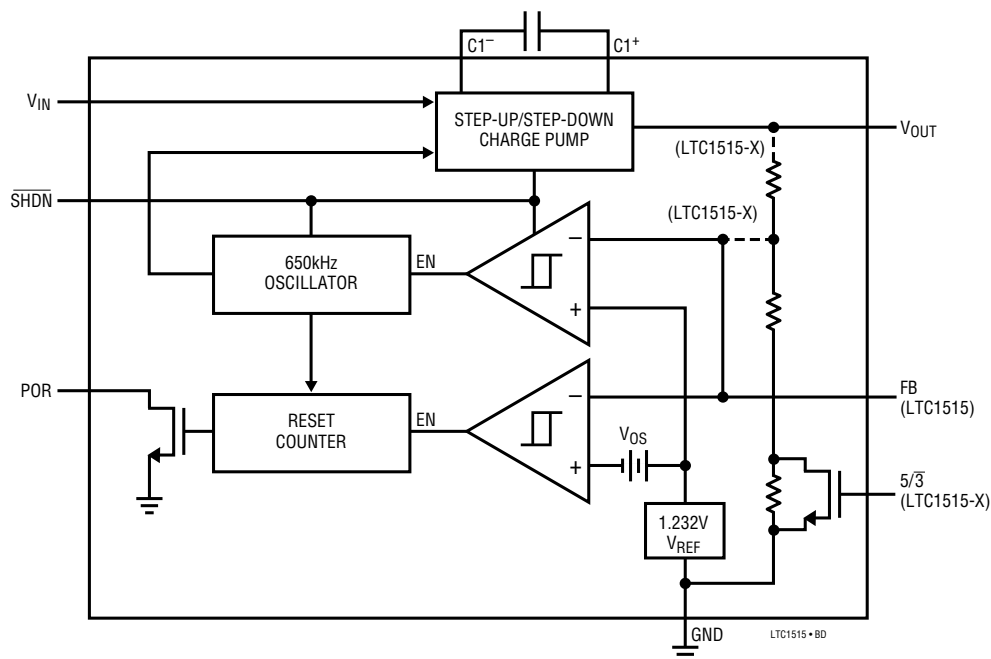 C1–
C1+
VIN
STEP-UP/STEP-DOWN
CHARGE PUMP
VOUT
(LTC1515-X)
SHDN
(LTC1515-X)
650kHz
OSCILLATOR
EN
–
+
POR
RESET
COUNTER
EN
–
+
VOS
FB
(LTC1515)
5/3
(LTC1515-X)
1.232V
VREF
GND
LTC1515 • BD